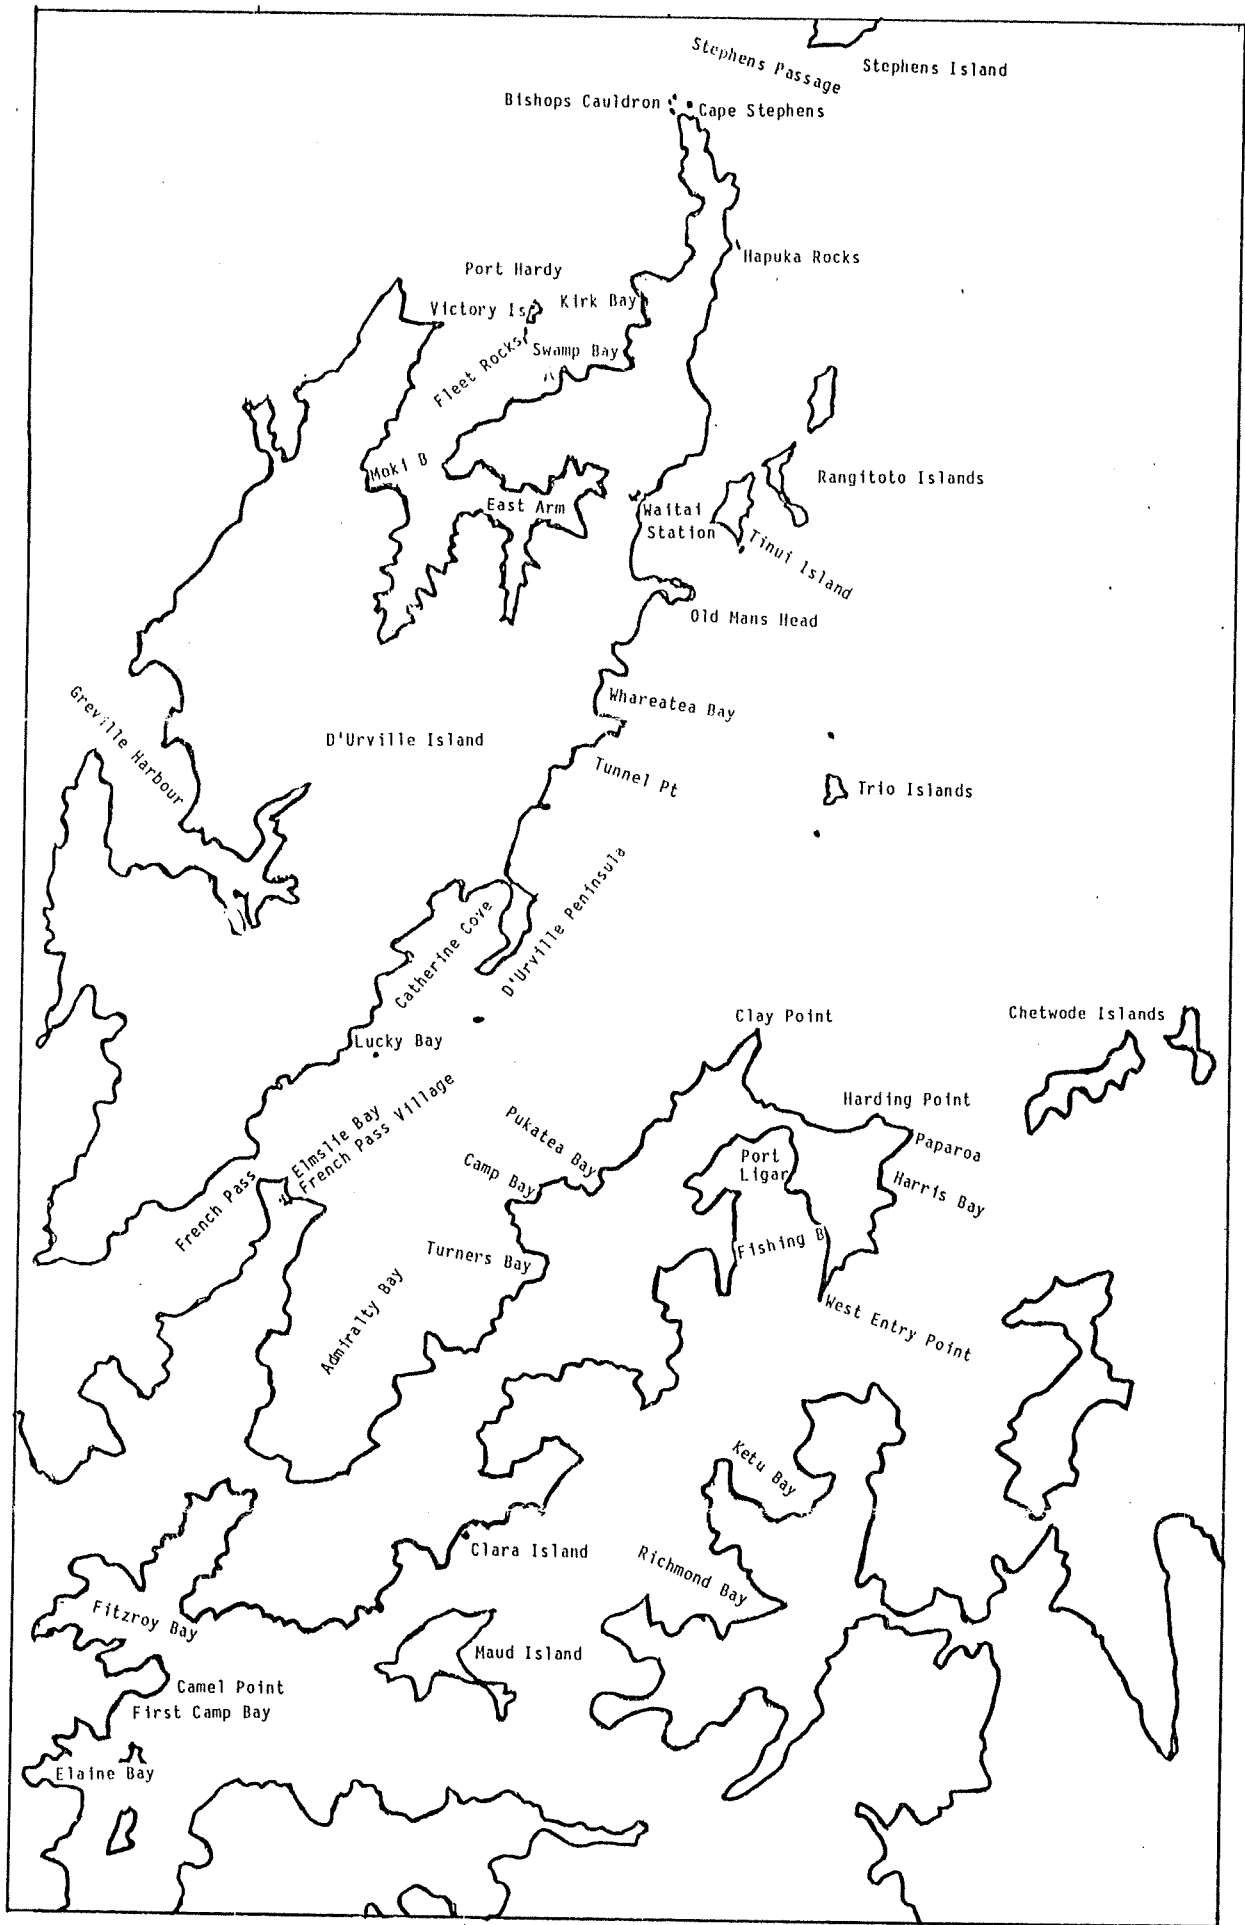 Stephens Passage
Stephens Island
Bishops Cauldron
Cape Stephens
Hapuka Rocks
Port Hardy
Victory Is
Kirk Bay
Fleet Rocks
Swamp Bay
Moki B
East Arm
Waitai
Station
Rangitoto Islands
Tinui Island
Old Mans Head
Whareatea Bay
Greville Harbour
D'Urville Island
Tunnel Pt
Trio Islands
D'Urville Peninsula
Catherine Cove
Clay Point
Chetwode Islands
Lucky Bay
Harding Point
Elmslie Bay
French Pass Village
Pukatea Bay
Paparoa
Port
Ligar
Camp Bay
French Pass
Harris Bay
Turners Bay
Fishing B
Admiralty Bay
West Entry Point
Ketu Bay
Clara Island
Richmond Bay
Fitzroy Bay
Maud Island
Camel Point
First Camp Bay
Elaine Bay